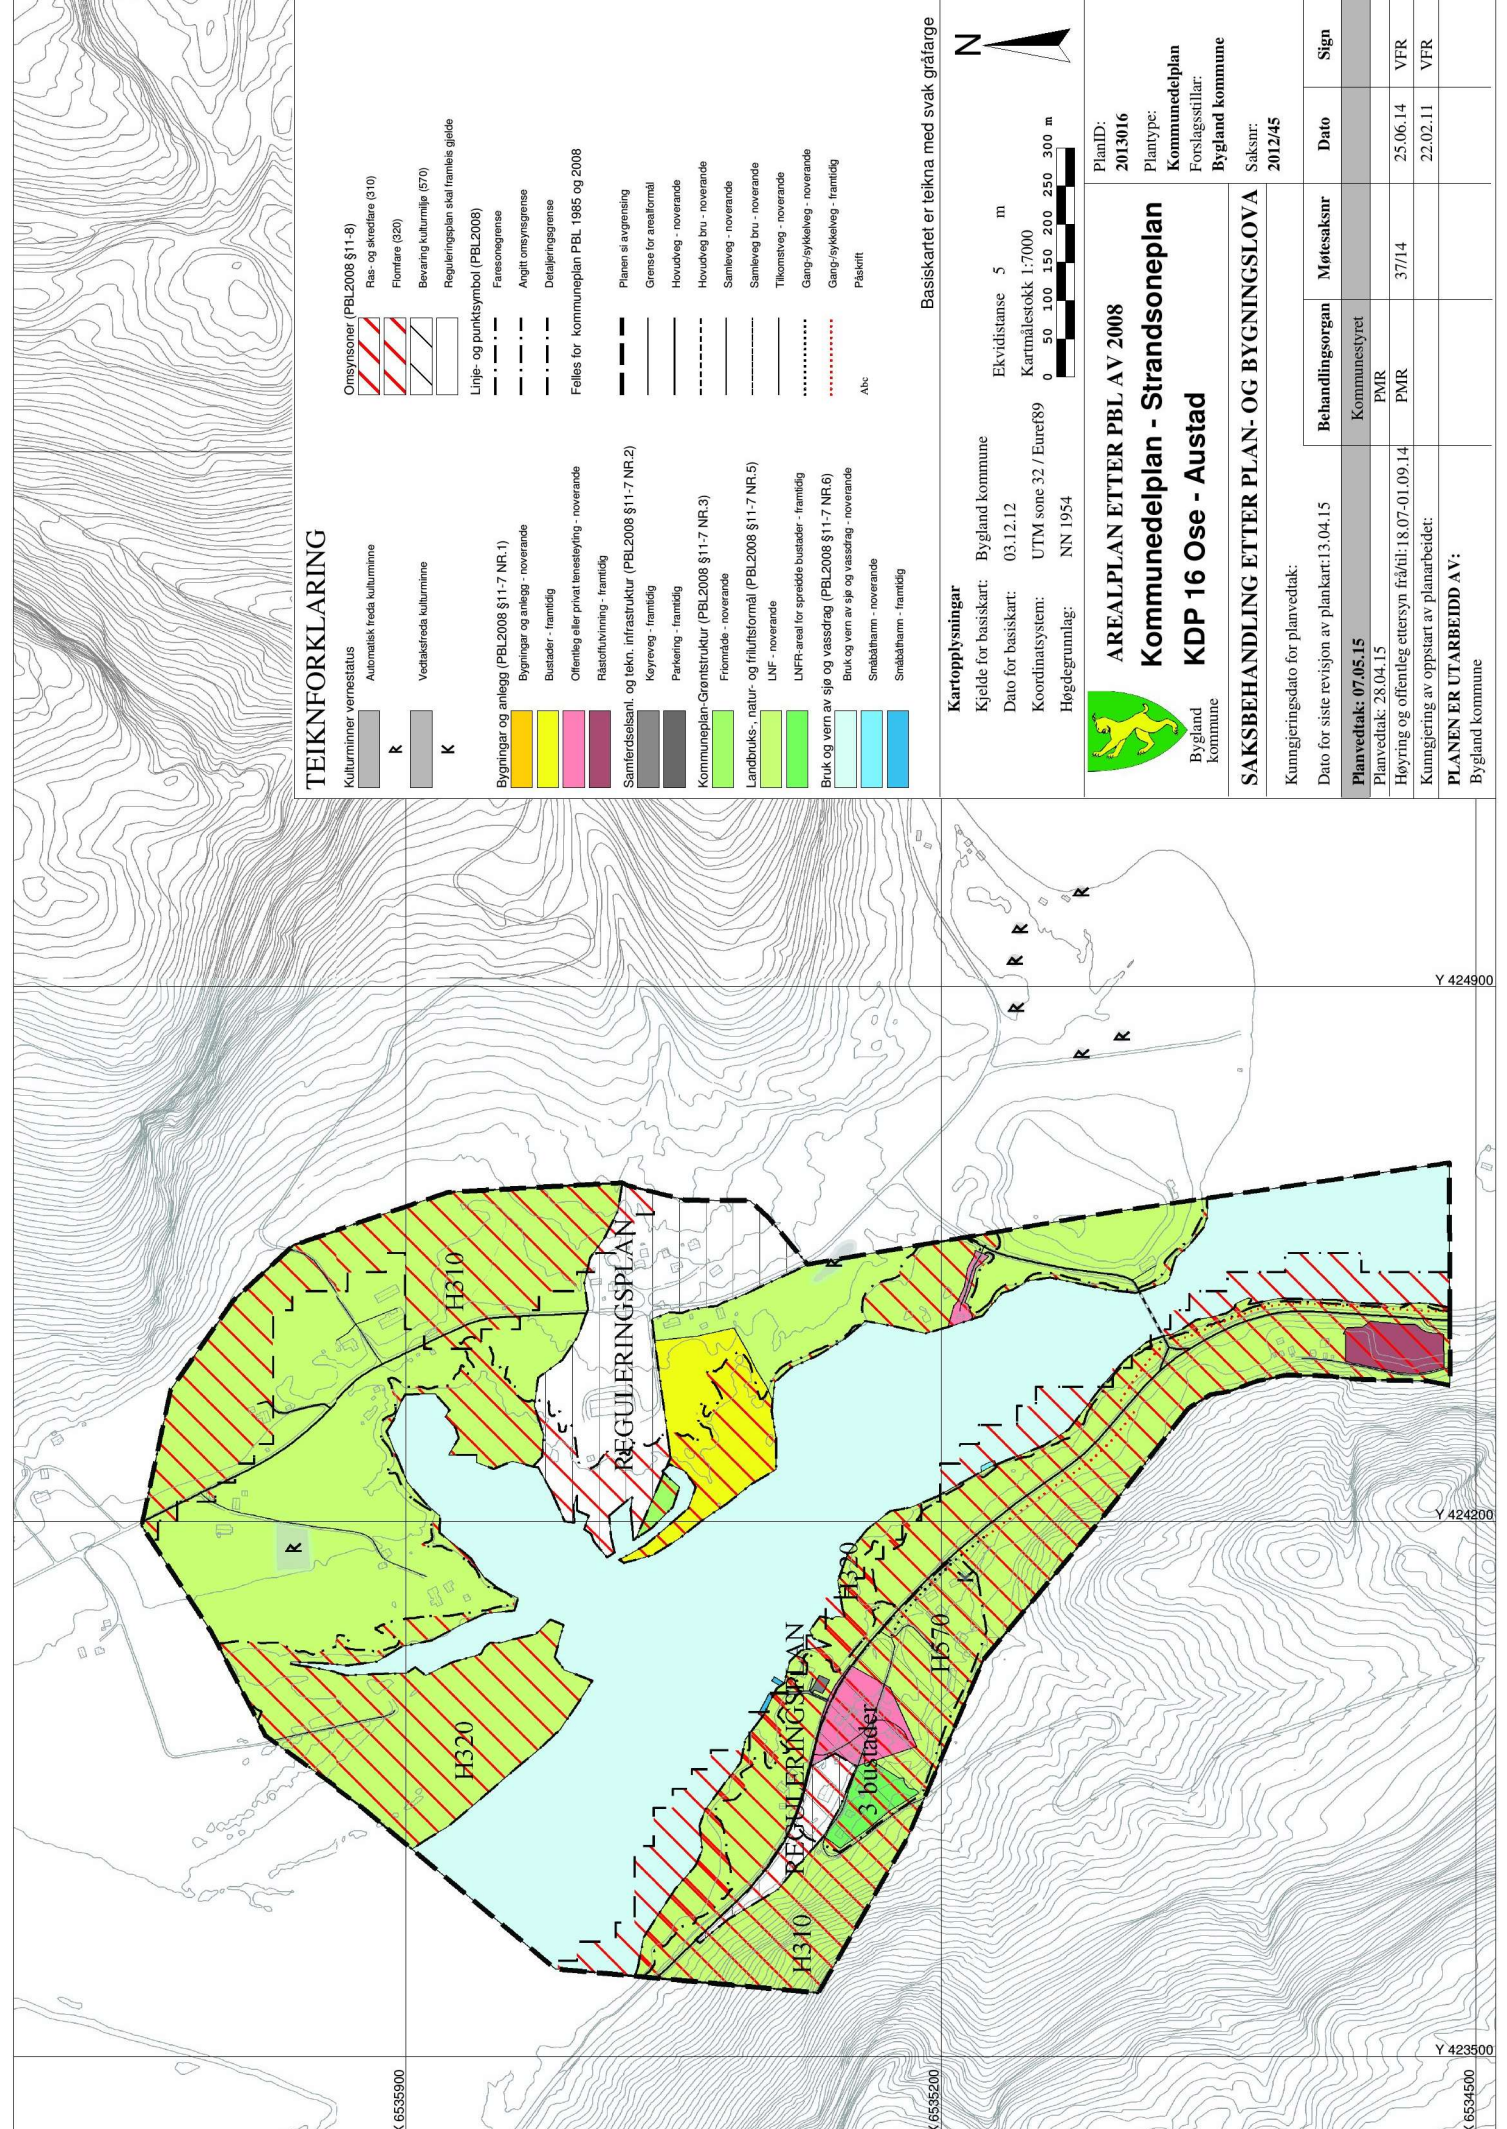 TEIKNFORKLARING
Kulturminner vernestatus
Automatisk freda kulturminne
R
Vedtaksfreda kulturminne
K
Bygningar og anlegg (PBL2008 §11-7 NR.1)
Bygningar og anlegg - noverande
Bustader - framtidig
Offentleg eller privat tenesteyting - noverande
Råstoffutvinning - framtidig
Samferdselsanl. og tekn. infrastruktur (PBL2008 §11-7 NR.2)
Køyreveg - framtidig
Parkering - framtidig
Kommuneplan-Grøntstruktur (PBL2008 §11-7 NR.3)
Friområde - noverande
Landbruks-, natur- og friluftsformål (PBL2008 §11-7 NR.5)
LNF - noverande
LNFR-areal for spreidde bustader - framtidig
Bruk og vern av sjø og vassdrag (PBL2008 §11-7 NR.6)
Bruk og vern av sjø og vassdrag - noverande
Småbåthamn - noverande
Småbåthamn - framtidig
Omsynsoner (PBL2008 §11-8)
Ras- og skredfare (310)
Flomfare (320)
Bevaring kulturmiljø (570)
Reguleringsplan skal framleis gjelde
Linje- og punktsymbol (PBL2008)
Faresonegrense
Angitt omsynsgrense
Detaljeringsgrense
Felles for kommuneplan PBL 1985 og 2008
Planen si avgrensing
Grense for arealformål
Hovudveg - noverande
Hovudveg bru - noverande
Samleveg - noverande
Samleveg bru - noverande
Tilkomstveg - noverande
Gang-/sykkelveg - noverande
Gang-/sykkelveg - framtidig
Abc Påskrift
Basiskartet er teikna med svak gråfarge
Kartopplysningar
Kjelde for basiskart: Bygland kommune
Dato for basiskart: 03.12.12
Koordinatsystem: UTM sone 32 / Euref89
Høgdegrunnlag: NN 1954
Ekvidistanse 5 m
Kartmålestokk 1:7000
0 50 100 150 200 250 300 m
N
Bygland
kommune
AREALPLAN ETTER PBL AV 2008
Kommunedelplan - Strandsoneplan
KDP 16 Ose - Austad
PlanID:
2013016
Plantype:
Kommunedelplan
Forslagsstillar:
Bygland kommune
SAKSBEHANDLING ETTER PLAN- OG BYGNINGSLOVA
Saksnr:
2012/45
Kunngjeringsdato for planvedtak:
Dato for siste revisjon av plankart:13.04.15
Behandlingsorgan Møtesaksnr Dato Sign
Planvedtak: 07.05.15 Kommunestyret
Planvedtak: 28.04.15 PMR
Høyring og offentleg ettersyn frå/til:18.07-01.09.14 PMR 37/14 25.06.14 VFR
Kunngjering av oppstart av planarbeidet: 22.02.11 VFR
PLANEN ER UTARBEIDD AV:
Bygland kommune
H310
REGULERINGSPLAN
R
R
R
R
R
R
R
R
R
H320
H320
K
H570
REGULERINGSPLAN
3 bustader
H310
Y 424900
Y 424200
Y 423500
X 6535900
X 6535200
X 6534500